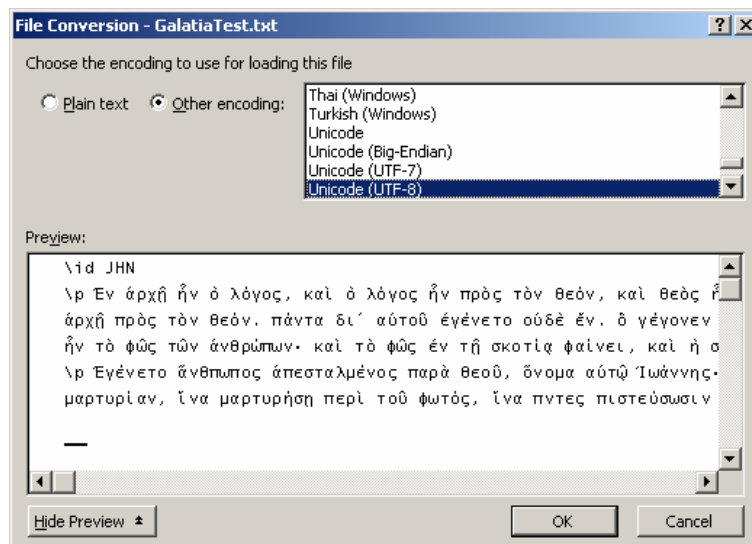 File Conversion - GalatiaTest.txt
Choose the encoding to use for loading this file
Plain text
Other encoding:
Thai (Windows)
Turkish (Windows)
Unicode
Unicode (Big-Endian)
Unicode (UTF-7)
Unicode (UTF-8)
Preview:
\id JHN
\p Ἐν ἀρχῇ ἦν ὁ λόγος, καὶ ὁ λόγος ἦν πρὸς τὸν θεόν, καὶ θεὸς ἦ
ἀρχῇ πρὸς τὸν θεόν. πάντα δι´ αὐτοῦ ἐγένετο οὐδὲ ἕν. ὃ γέγονεν
ἦν τὸ φῶς τῶν ἀνθρώπων· καὶ τὸ φῶς ἐν τῇ σκοτίᾳ φαίνει, καὶ ἡ σ
\p Ἐγένετο ἄνθπωπος ἀπεσταλμένος παρὰ θεοῦ, ὄνομα αὐτῷ Ἰωάννης·
μαρτυρίαν, ἵνα μαρτυρήσῃ περὶ τοῦ φωτός, ἵνα πντες πιστεύσωσιν
Hide Preview
OK
Cancel